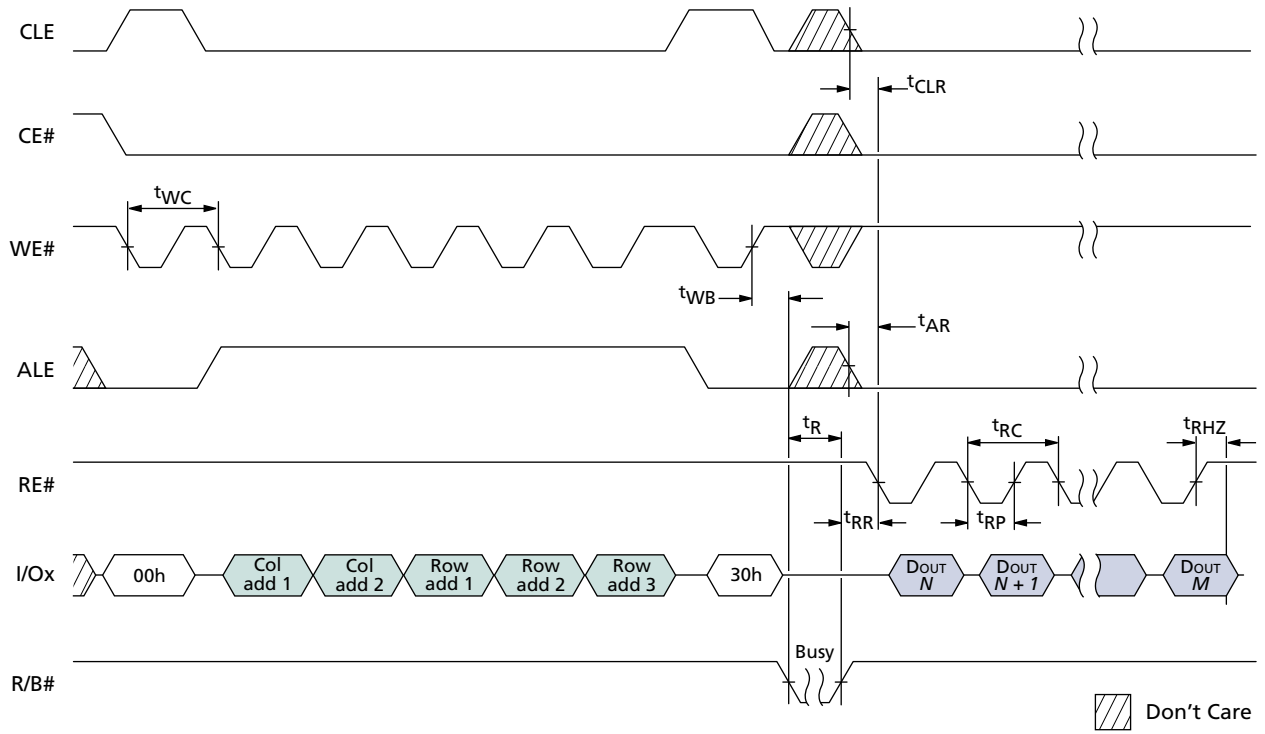 CLE
tCLR
CE#
tWC
WE#
tWB
tAR
ALE
tR
tRC
tRHZ
RE#
tRR
tRP
I/Ox
00h
Col
add 1
Col
add 2
Row
add 1
Row
add 2
Row
add 3
30h
DOUT
N
DOUT
N + 1
DOUT
M
Busy
R/B#
Don't Care